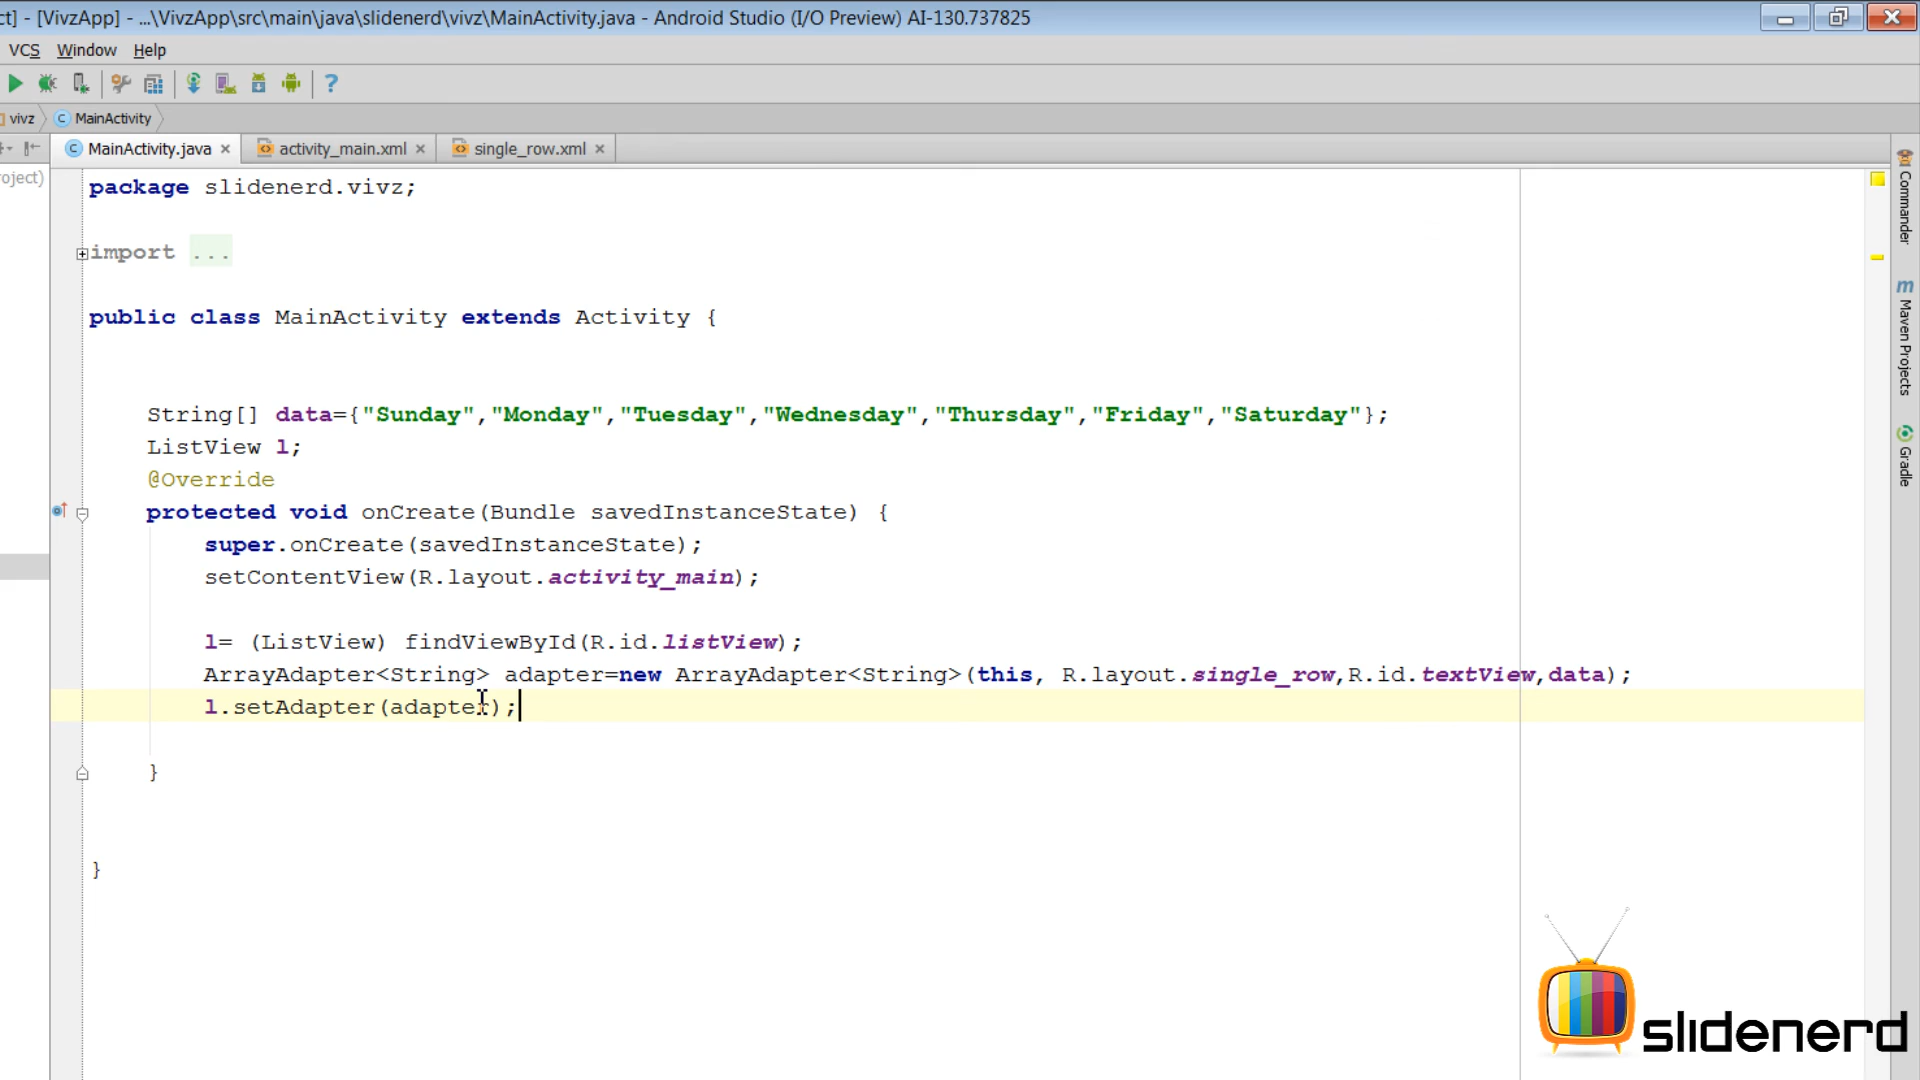 ct] - [VivzApp] - ...\VivzApp\src\main\java\slidenerd\vivz\MainActivity.java - Android Studio (I/O Preview) AI-130.737825
VCS Window Help
vivz MainActivity
MainActivity.java activity_main.xml single_row.xml
oject)
package slidenerd.vivz;
import ...
public class MainActivity extends Activity {
String[] data={"Sunday","Monday","Tuesday","Wednesday","Thursday","Friday","Saturday"};
ListView l;
@Override
protected void onCreate(Bundle savedInstanceState) {
super.onCreate(savedInstanceState);
setContentView(R.layout.activity_main);
l= (ListView) findViewById(R.id.listView);
ArrayAdapter<String> adapter=new ArrayAdapter<String>(this, R.layout.single_row,R.id.textView,data);
l.setAdapter(adapter);
}
}
Commander
m Maven Projects
Gradle
slidenerd